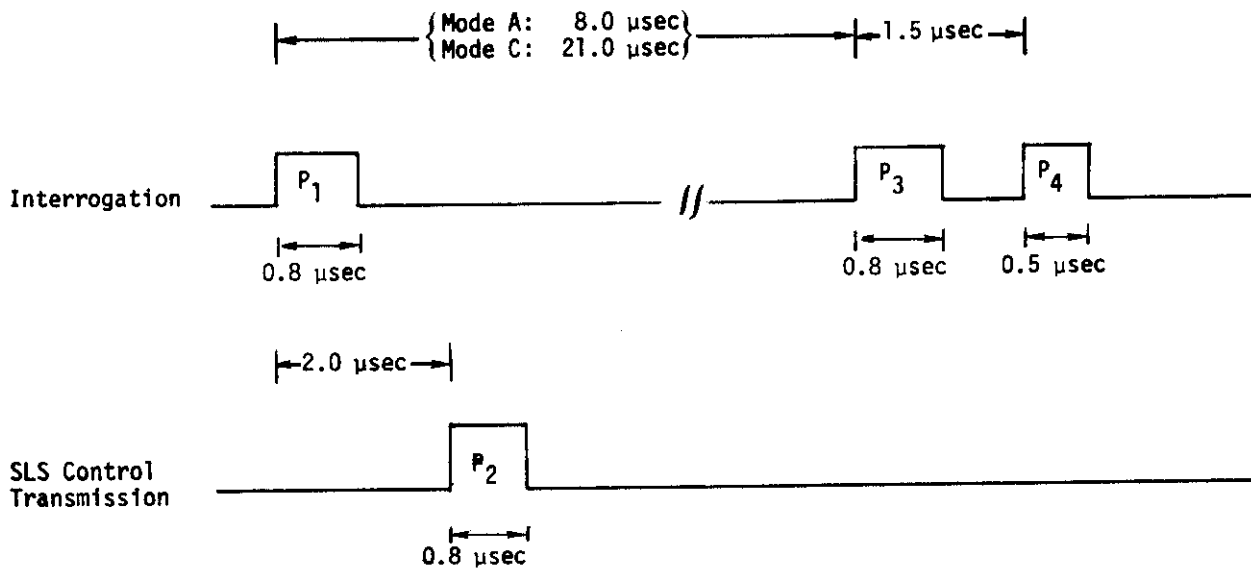 Mode A: 8.0 µsec
Mode C: 21.0 µsec
1.5 µsec
Interrogation
P1
P3
P4
0.8 µsec
0.8 µsec
0.5 µsec
2.0 µsec
SLS Control
Transmission
P2
0.8 µsec